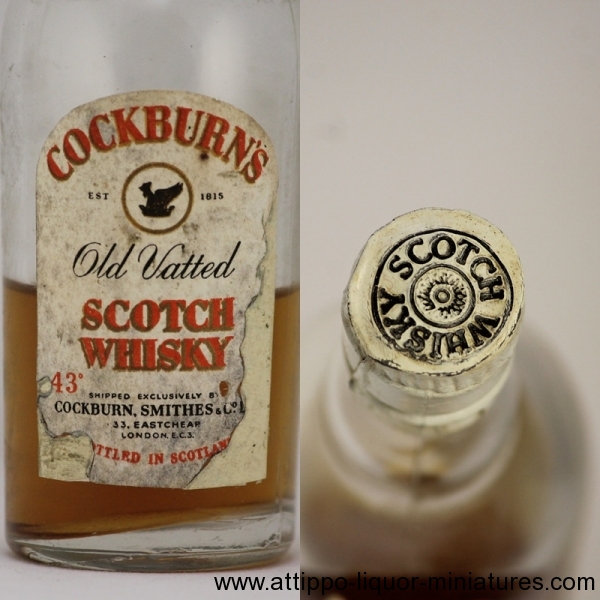 COCKBURN'S
EST 1815
Old Vatted
SCOTCH
WHISKY
43°
SHIPPED EXCLUSIVELY B
COCKBURN, SMITHES & Co L
33, EASTCHEAP
LONDON, E.C.3.
TTLED IN SCOTLAN
SCOTCH WHISKY
www.attippo-liquor-miniatures.com